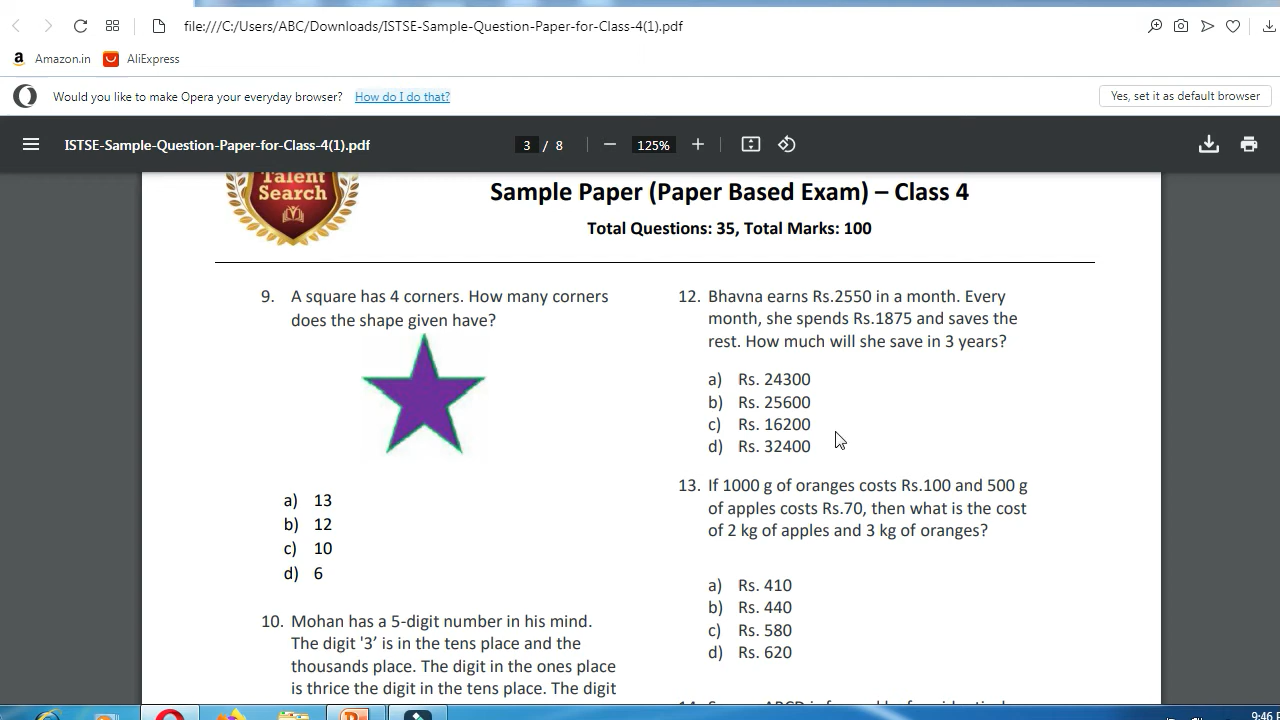 file:///C:/Users/ABC/Downloads/ISTSE-Sample-Question-Paper-for-Class-4(1).pdf
Amazon.in AliExpress
Would you like to make Opera your everyday browser? How do I do that? Yes, set it as default browser
ISTSE-Sample-Question-Paper-for-Class-4(1).pdf 3 / 8 125%
Talent
Search
Sample Paper (Paper Based Exam) – Class 4
Total Questions: 35, Total Marks: 100
9. A square has 4 corners. How many corners
does the shape given have?
a) 13
b) 12
c) 10
d) 6
10. Mohan has a 5-digit number in his mind.
The digit '3’ is in the tens place and the
thousands place. The digit in the ones place
is thrice the digit in the tens place. The digit
12. Bhavna earns Rs.2550 in a month. Every
month, she spends Rs.1875 and saves the
rest. How much will she save in 3 years?
a) Rs. 24300
b) Rs. 25600
c) Rs. 16200
d) Rs. 32400
13. If 1000 g of oranges costs Rs.100 and 500 g
of apples costs Rs.70, then what is the cost
of 2 kg of apples and 3 kg of oranges?
a) Rs. 410
b) Rs. 440
c) Rs. 580
d) Rs. 620
9:46